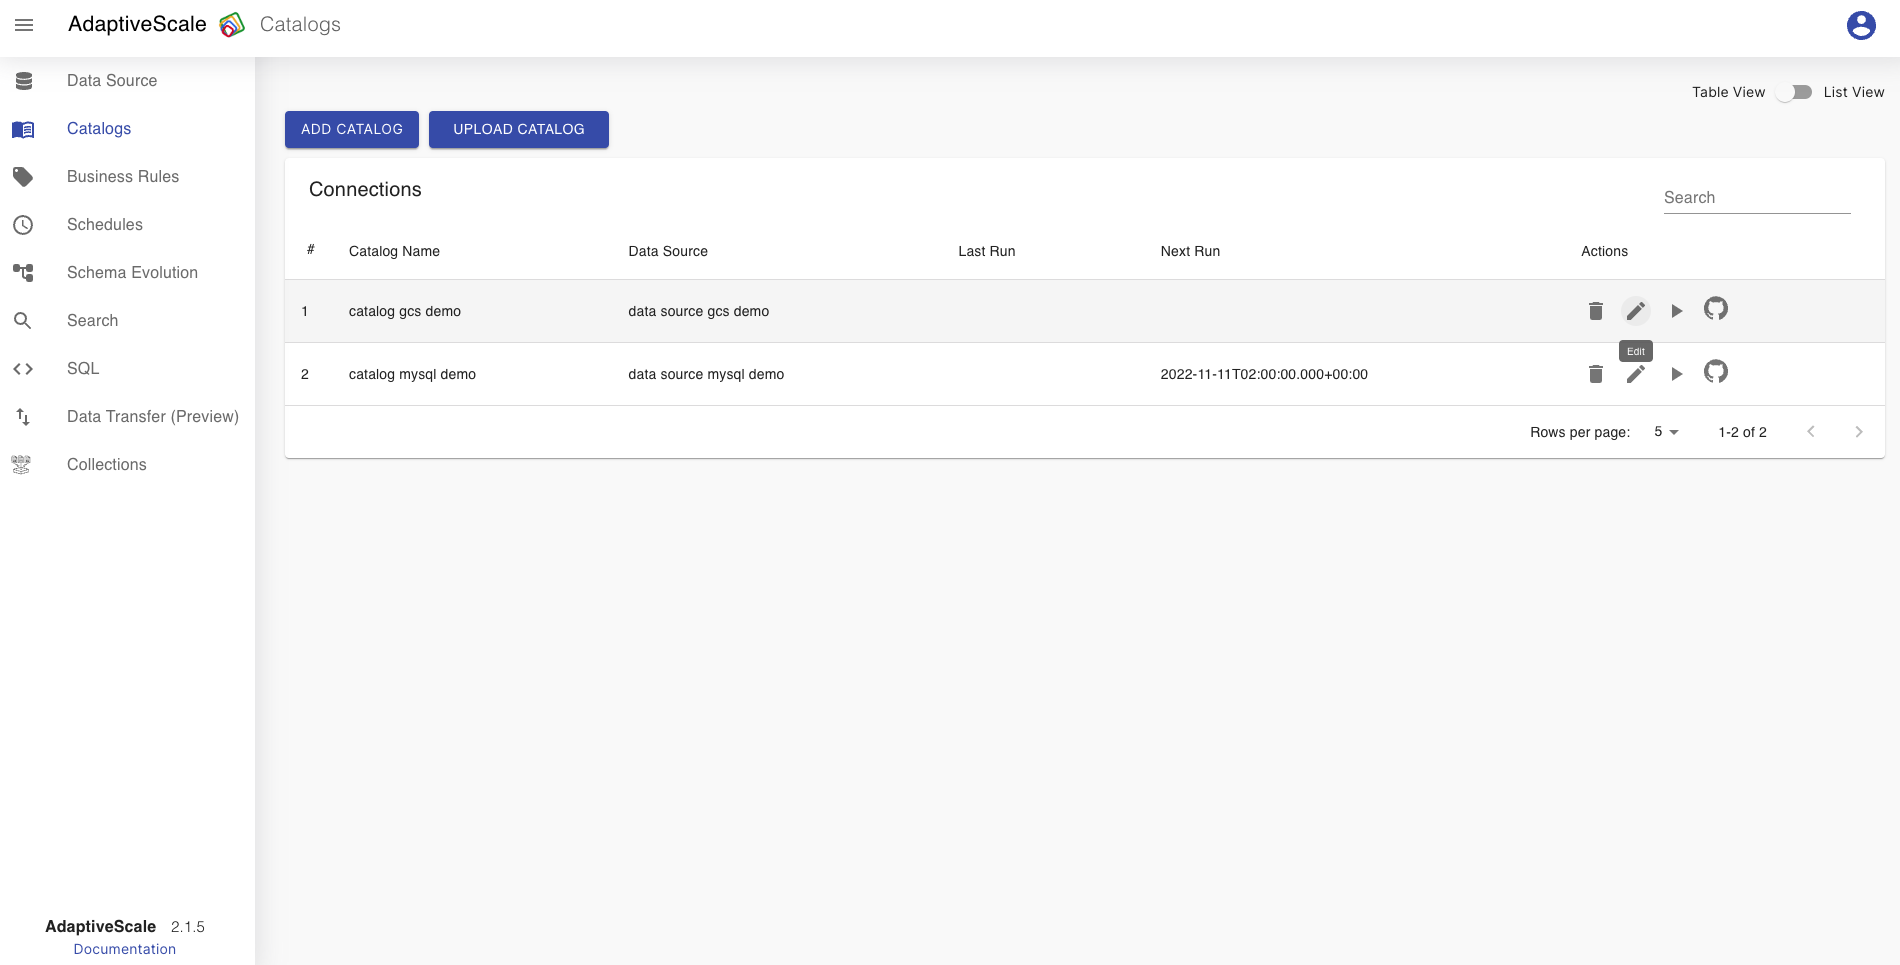 AdaptiveScale Catalogs
Data Source
Catalogs
Business Rules
Schedules
Schema Evolution
Search
SQL
Data Transfer (Preview)
Collections
AdaptiveScale 2.1.5
Documentation
Table View List View
ADD CATALOG UPLOAD CATALOG
Connections
Search
# Catalog Name Data Source Last Run Next Run Actions
1 catalog gcs demo data source gcs demo
Edit
2 catalog mysql demo data source mysql demo 2022-11-11T02:00:00.000+00:00
Rows per page: 5 1-2 of 2